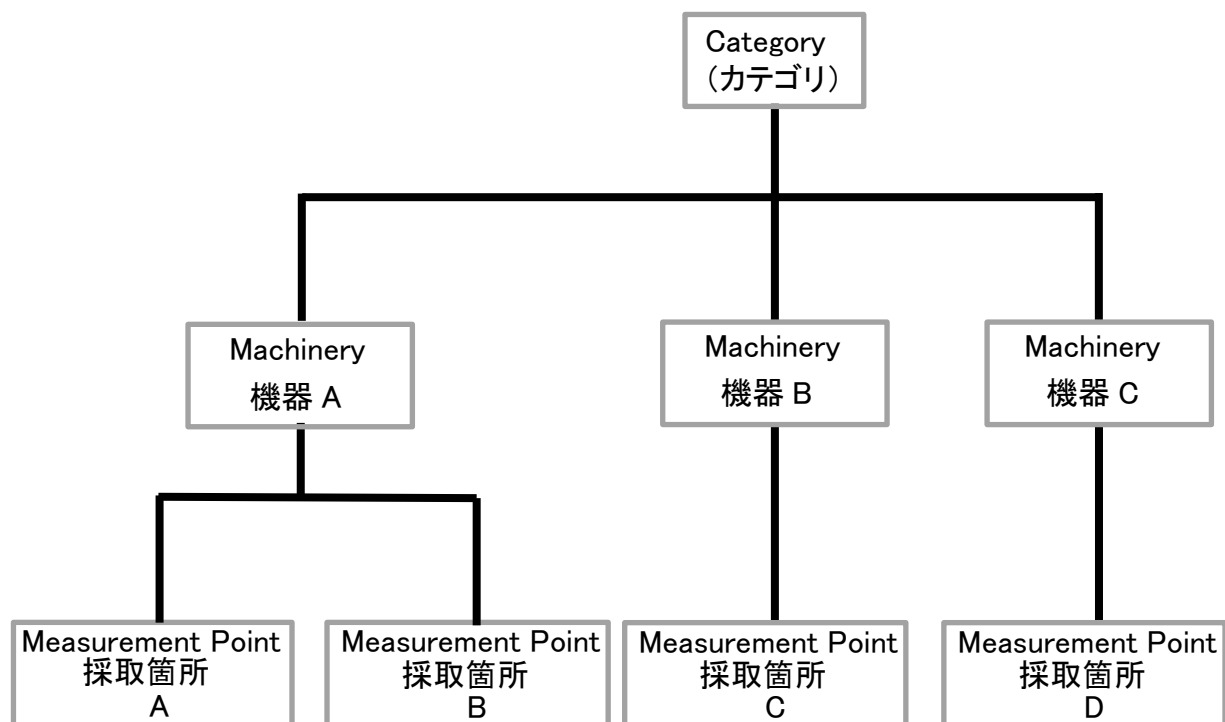 Category
（カテゴリ）
Machinery
機器 A
Machinery
機器 B
Machinery
機器 C
Measurement Point
採取箇所
A
Measurement Point
採取箇所
B
Measurement Point
採取箇所
C
Measurement Point
採取箇所
D